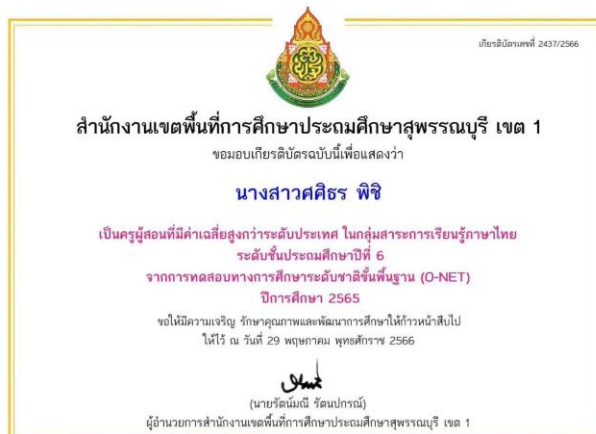 เกียรติบัตรเลขที่ 2437/2566
สำนักงานเขตพื้นที่การศึกษาประถมศึกษาสุพรรณบุรี เขต 1
ขอมอบเกียรติบัตรฉบับนี้เพื่อแสดงว่า
นางสาวศศิธร พิชิ
เป็นครูผู้สอนที่มีค่าเฉลี่ยสูงกว่าระดับประเทศ ในกลุ่มสาระการเรียนรู้ภาษาไทย
ระดับชั้นประถมศึกษาปีที่ 6
จากการทดสอบทางการศึกษาระดับชาติขั้นพื้นฐาน (O-NET)
ปีการศึกษา 2565
ขอให้มีความเจริญ รักษาคุณภาพและพัฒนาการศึกษาให้ก้าวหน้าสืบไป
ให้ไว้ ณ วันที่ 29 พฤษภาคม พุทธศักราช 2566
(นายรัตน์มณี รัตนปกรณ์)
ผู้อำนวยการสำนักงานเขตพื้นที่การศึกษาประถมศึกษาสุพรรณบุรี เขต 1